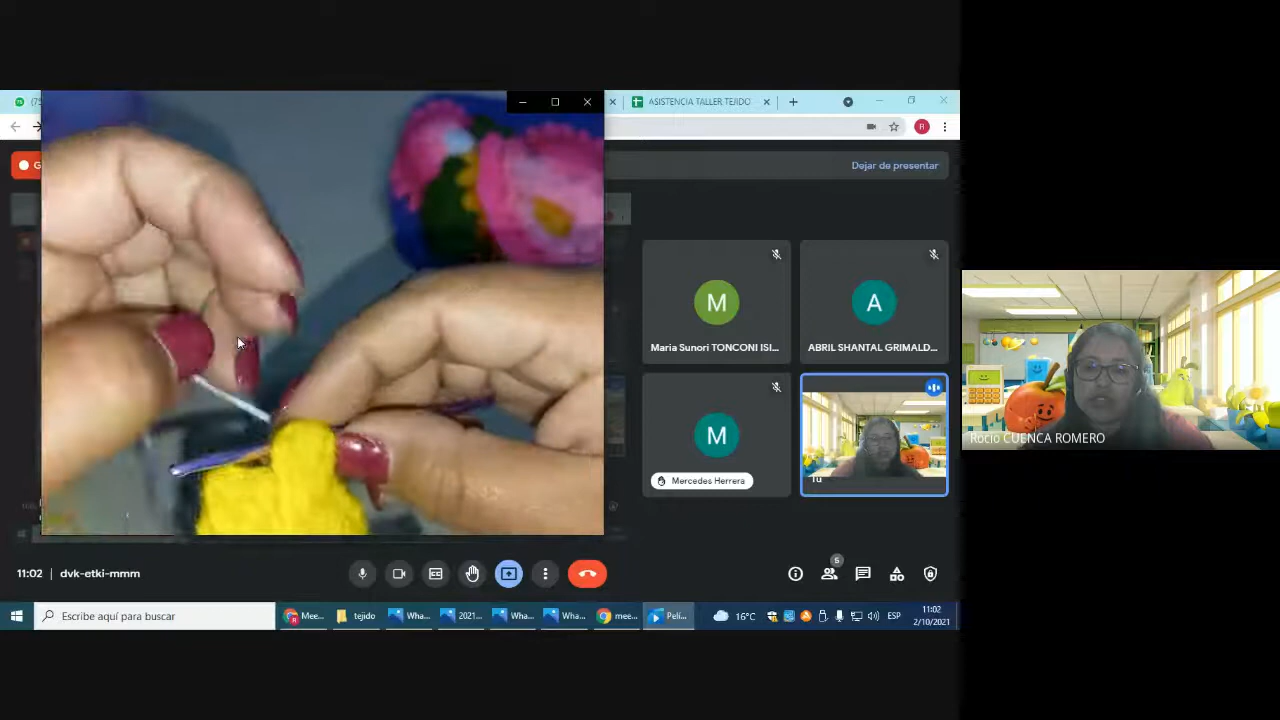 ASISTENCIA TALLER TEJIDO
Dejar de presentar
M
A
Maria Sunori TONCONI ISI...
ABRIL SHANTAL GRIMALD...
M
Mercedes Herrera
Tú
Rocio CUENCA ROMERO
11:02
dvk-etki-mmm
5
Escribe aquí para buscar
Mee...
tejido
Wha...
2021...
Wha...
Wha...
mee...
Pelí...
16°C
ESP
11:02
2/10/2021